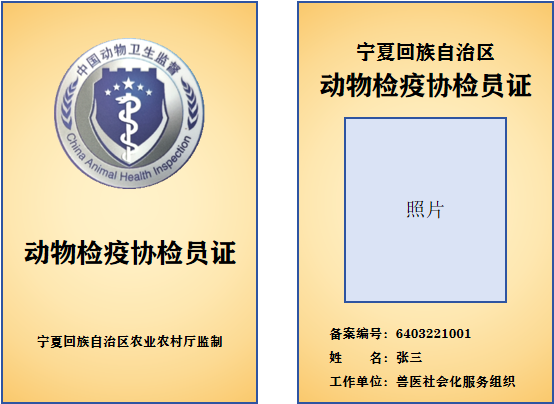 中国动物卫生监督
China Animal Health Inspection
动物检疫协检员证
宁夏回族自治区农业农村厅监制
宁夏回族自治区
动物检疫协检员证
照片
备案编号：6403221001
姓　　名：张三
工作单位：兽医社会化服务组织